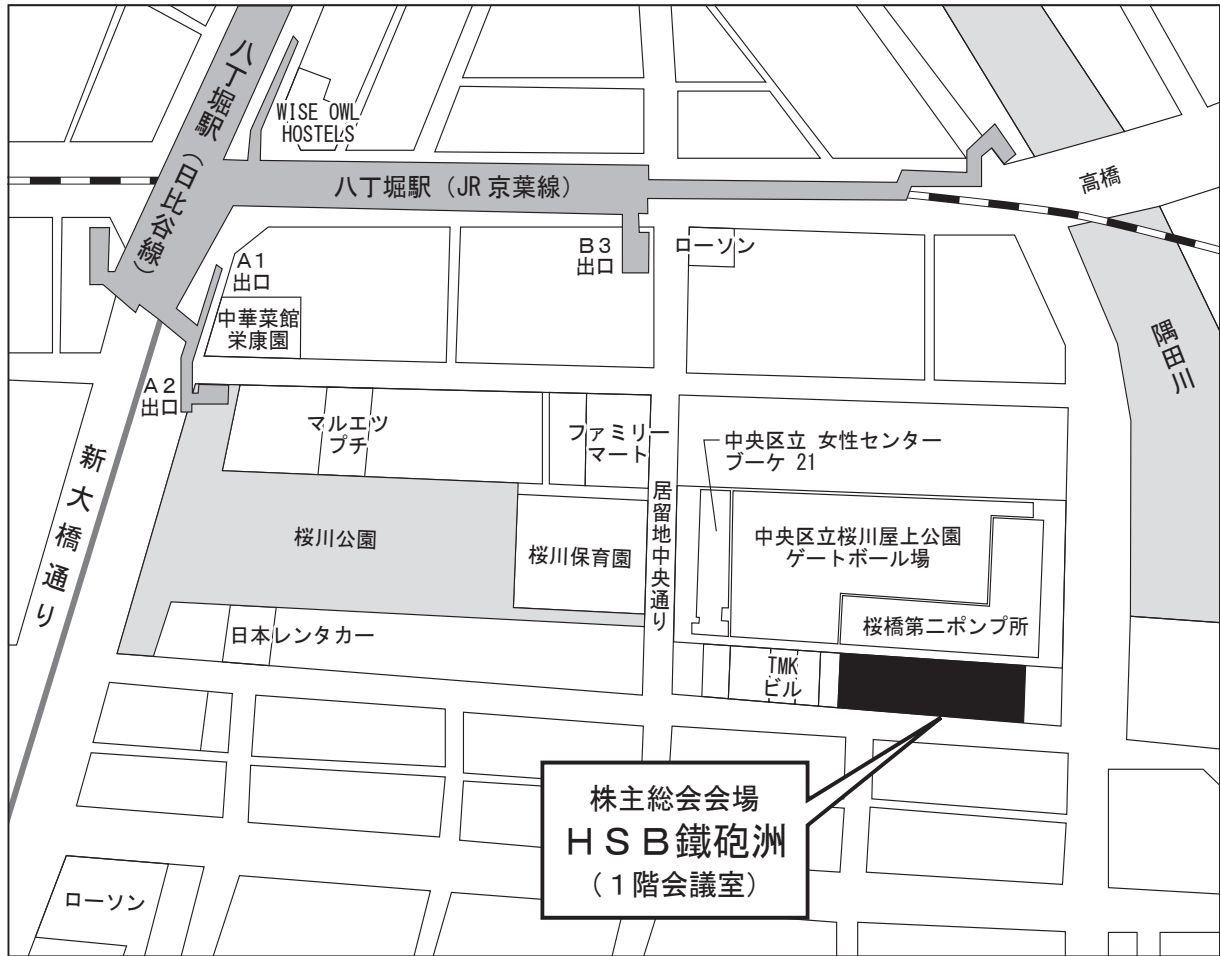 八丁堀駅（日比谷線）
WISE OWL
HOSTELS
八丁堀駅（JR 京葉線）
高橋
A1
出口
B3
出口
ローソン
中華菜館
栄康園
隅田川
A2
出口
マルエツ
プチ
ファミリー
マート
中央区立 女性センター
ブーケ 21
新大橋通り
居留地中央通り
桜川公園
桜川保育園
中央区立桜川屋上公園
ゲートボール場
日本レンタカー
桜橋第二ポンプ所
TMK
ビル
株主総会会場
ＨＳＢ鐵砲洲
（１階会議室）
ローソン